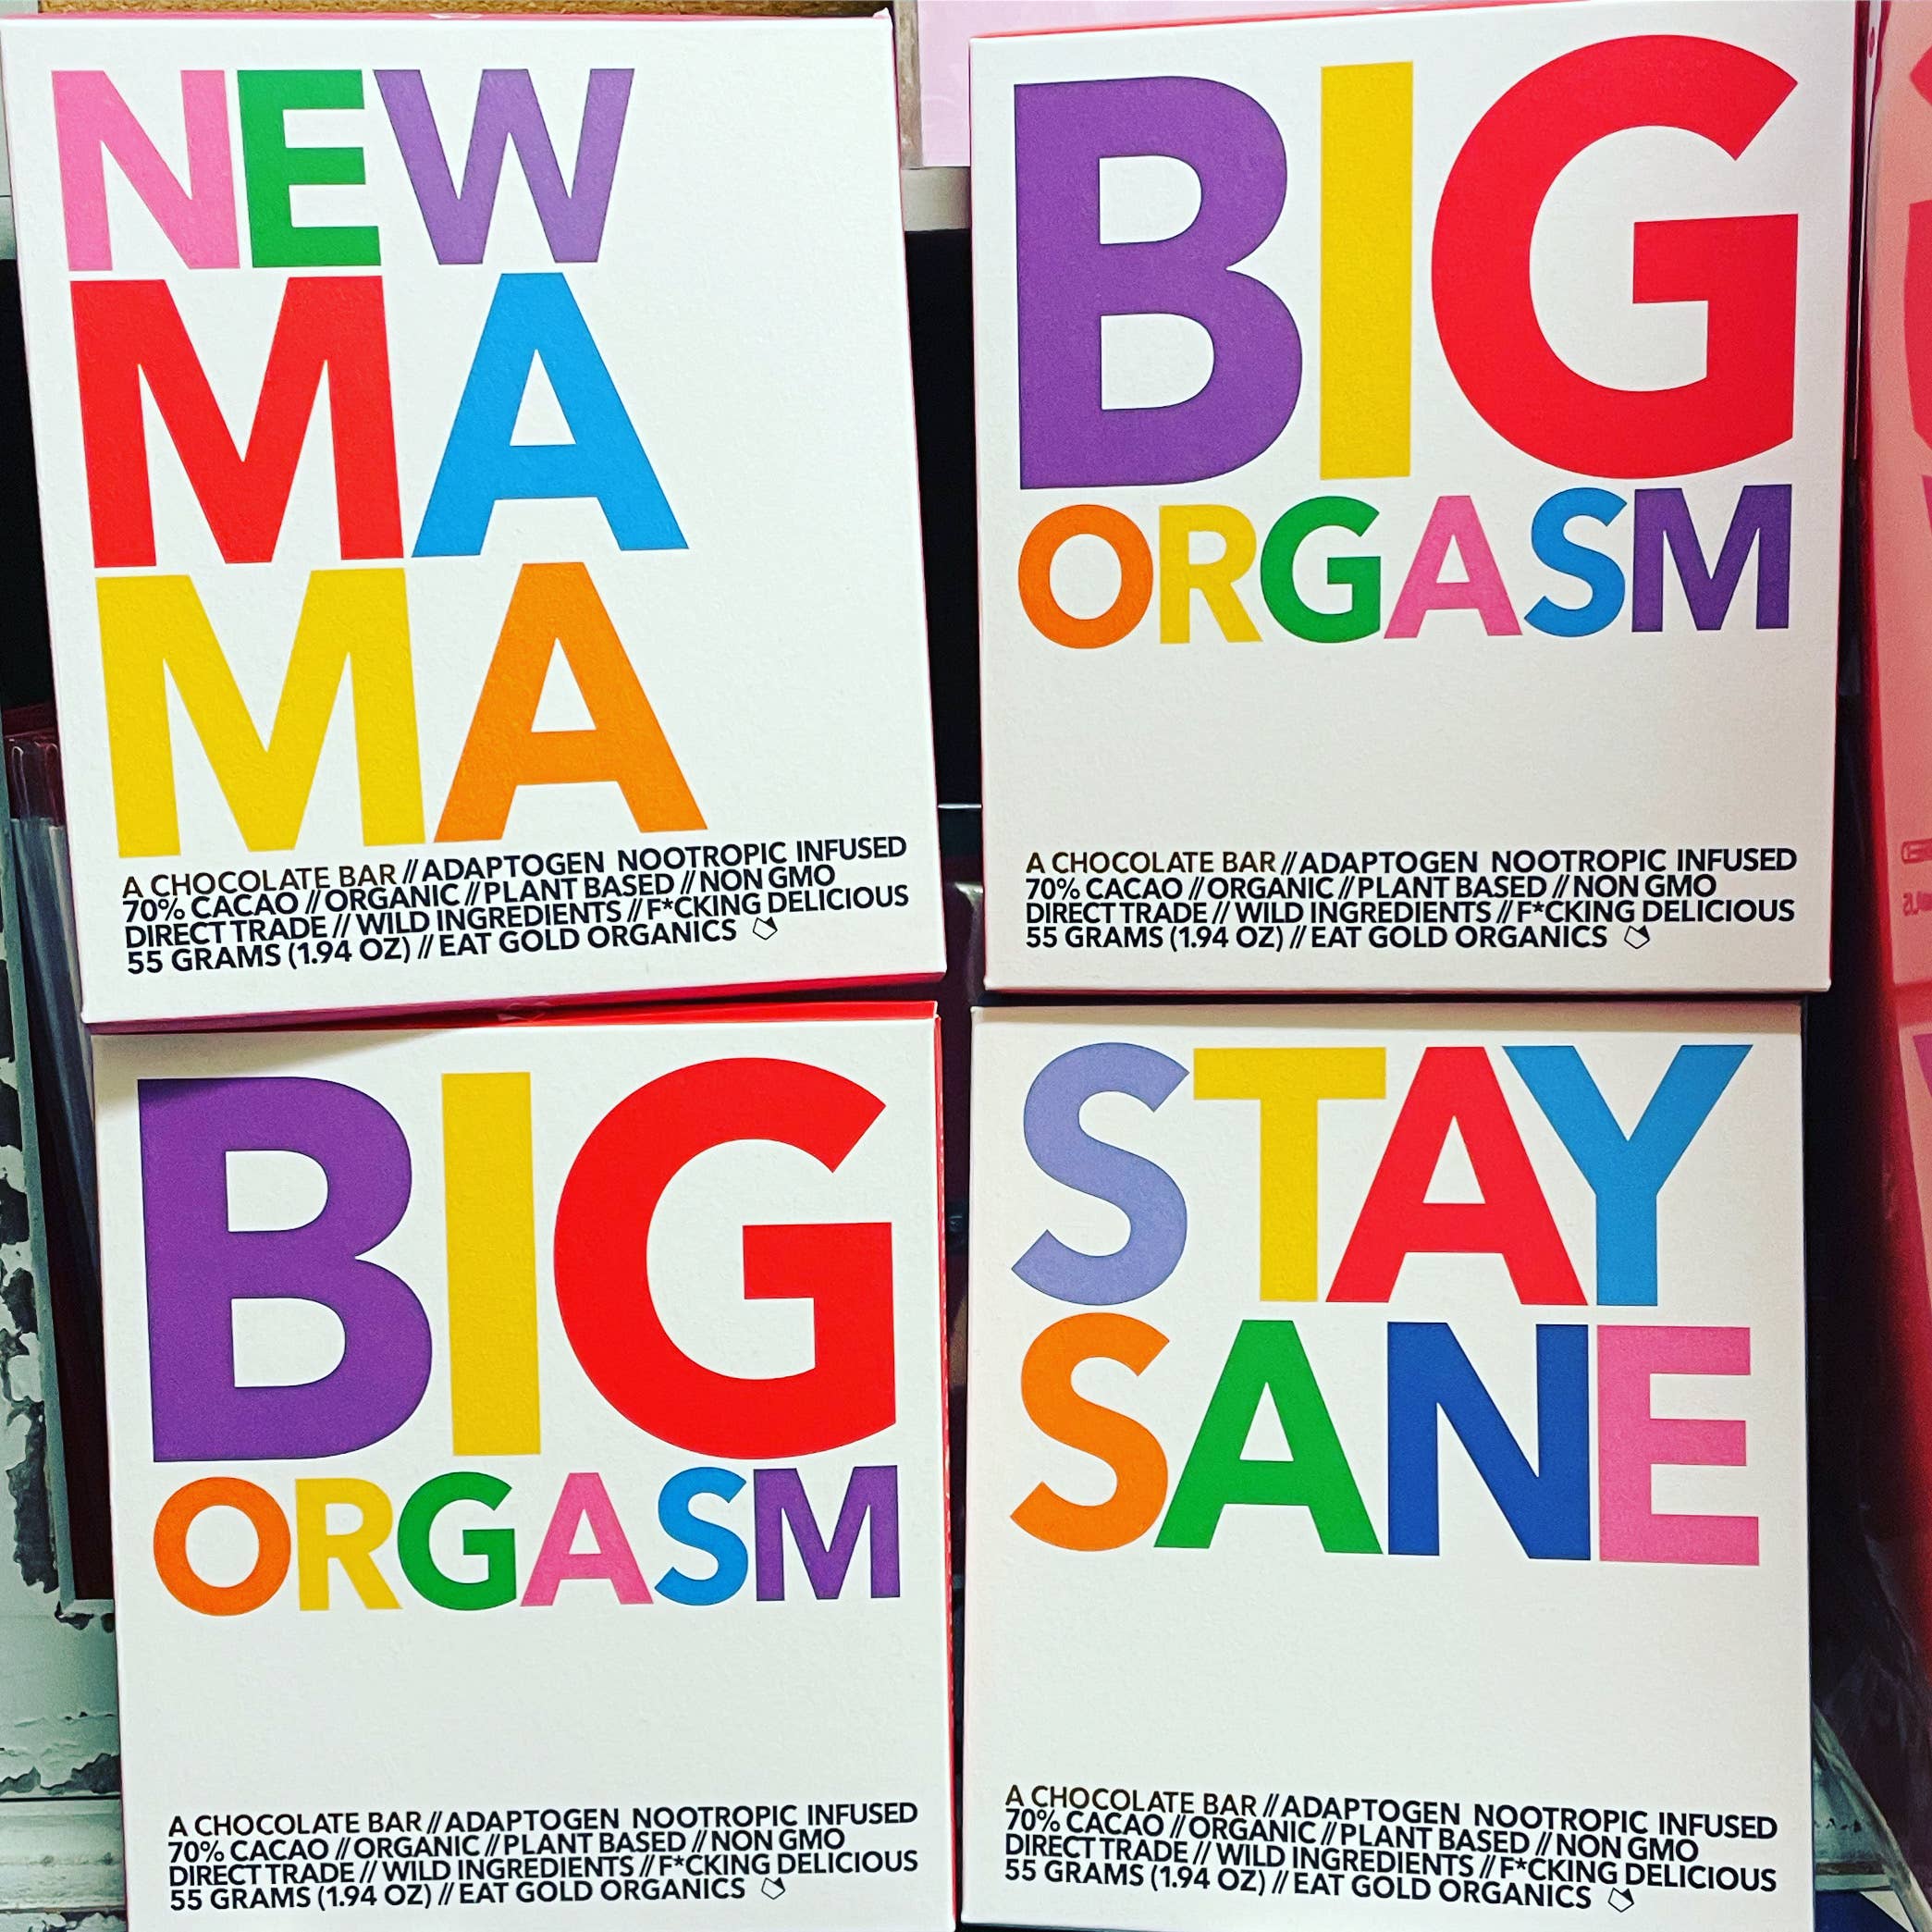 NEW
MA
MA
A CHOCOLATE BAR // ADAPTOGEN NOOTROPIC INFUSED
70% CACAO // ORGANIC // PLANT BASED // NON GMO
DIRECT TRADE // WILD INGREDIENTS // F*CKING DELICIOUS
55 GRAMS (1.94 OZ) // EAT GOLD ORGANICS
BIG
ORGASM
A CHOCOLATE BAR // ADAPTOGEN NOOTROPIC INFUSED
70% CACAO // ORGANIC // PLANT BASED // NON GMO
DIRECT TRADE // WILD INGREDIENTS // F*CKING DELICIOUS
55 GRAMS (1.94 OZ) // EAT GOLD ORGANICS
BIG
ORGASM
A CHOCOLATE BAR // ADAPTOGEN NOOTROPIC INFUSED
70% CACAO // ORGANIC // PLANT BASED // NON GMO
DIRECT TRADE // WILD INGREDIENTS // F*CKING DELICIOUS
55 GRAMS (1.94 OZ) // EAT GOLD ORGANICS
STAY
SANE
A CHOCOLATE BAR // ADAPTOGEN NOOTROPIC INFUSED
70% CACAO // ORGANIC // PLANT BASED // NON GMO
DIRECT TRADE // WILD INGREDIENTS // F*CKING DELICIOUS
55 GRAMS (1.94 OZ) // EAT GOLD ORGANICS